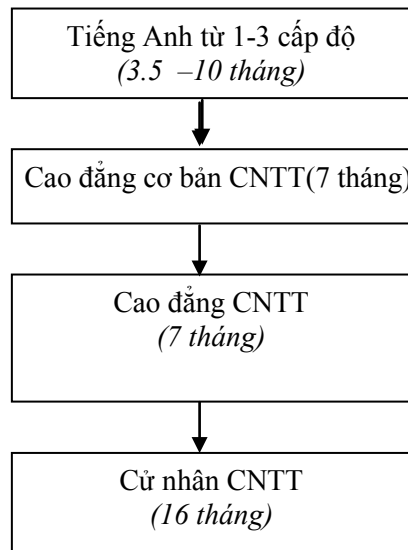 Tiếng Anh từ 1-3 cấp độ
(3.5 –10 tháng)
Cao đẳng cơ bản CNTT(7 tháng)
Cao đẳng CNTT
(7 tháng)
Cử nhân CNTT
(16 tháng)